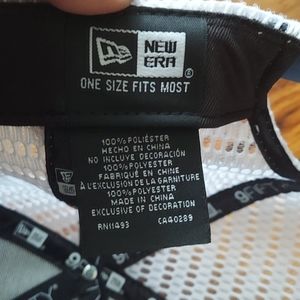 NEW ERA®
ONE SIZE FITS MOST
100% POLIÉSTER
HECHO EN CHINA
NO INCLUYE DECORACIÓN
100% POLYESTER
FABRIQUÉ EN CHINE
À L'EXCLUSION DE LA GARNITURE
100% POLYESTER
MADE IN CHINA
EXCLUSIVE OF DECORATION
RN11493 CA40289